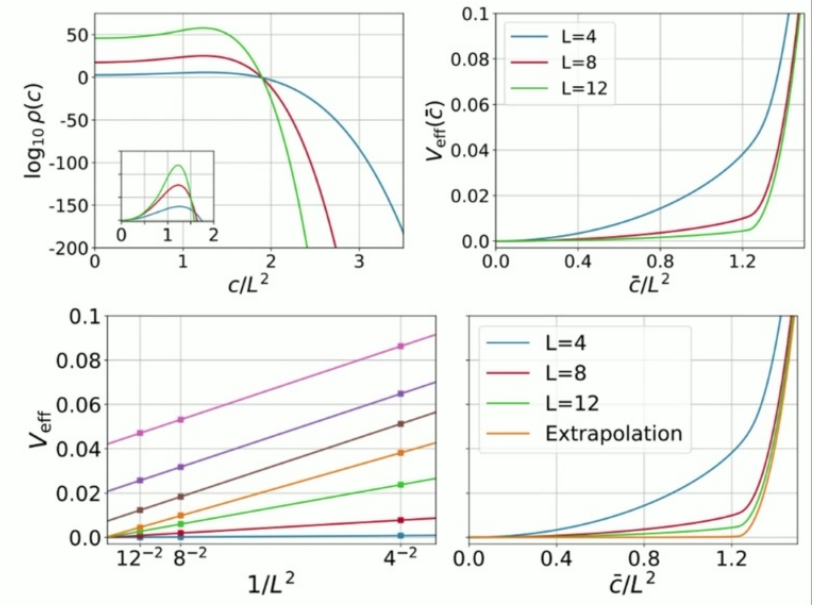 log₁₀ ρ(c)
50
0
-50
-100
-150
-200
0 1 2
0 1 2 3
c/L²
V_eff(c̄)
0.1
0.08
0.06
0.04
0.02
0.0
L=4
L=8
L=12
0.0 0.4 0.8 1.2
c̄/L²
V_eff
0.1
0.08
0.06
0.04
0.02
0.0
12⁻² 8⁻² 4⁻²
1/L²
L=4
L=8
L=12
Extrapolation
0.0 0.4 0.8 1.2
c̄/L²